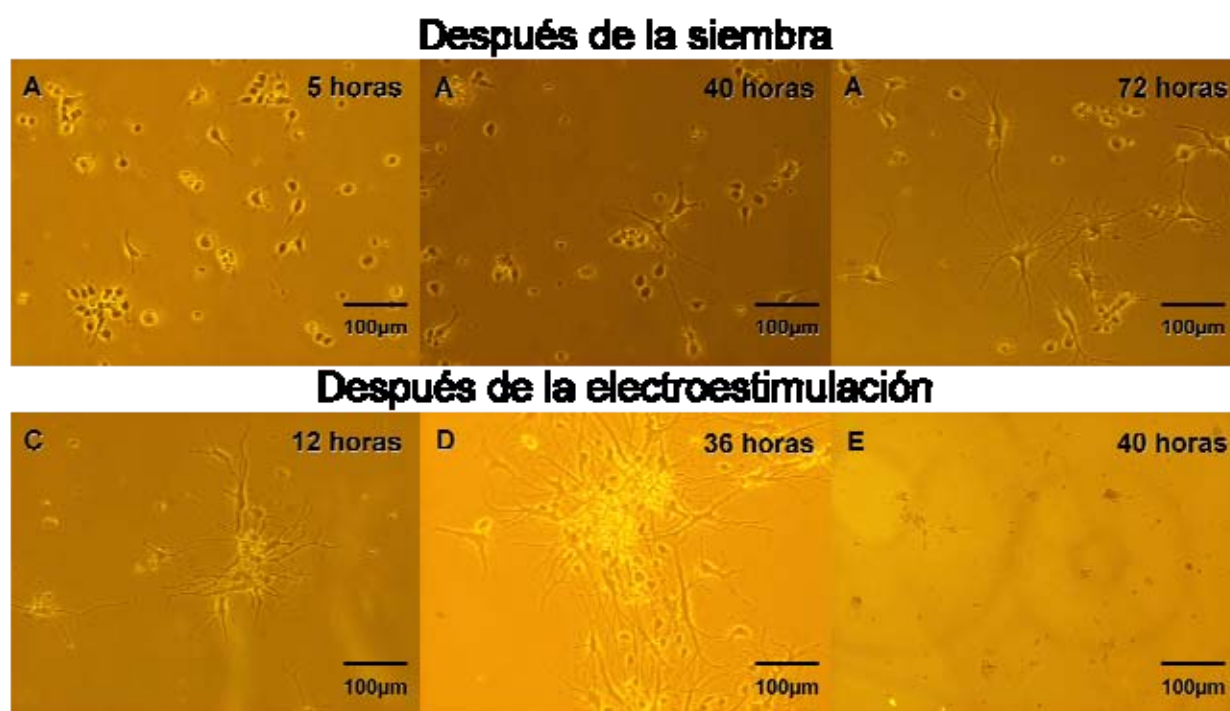 Después de la siembra
A 5 horas
A 40 horas
A 72 horas
100µm
100µm
100µm
Después de la electroestimulación
C 12 horas
D 36 horas
E 40 horas
100µm
100µm
100µm